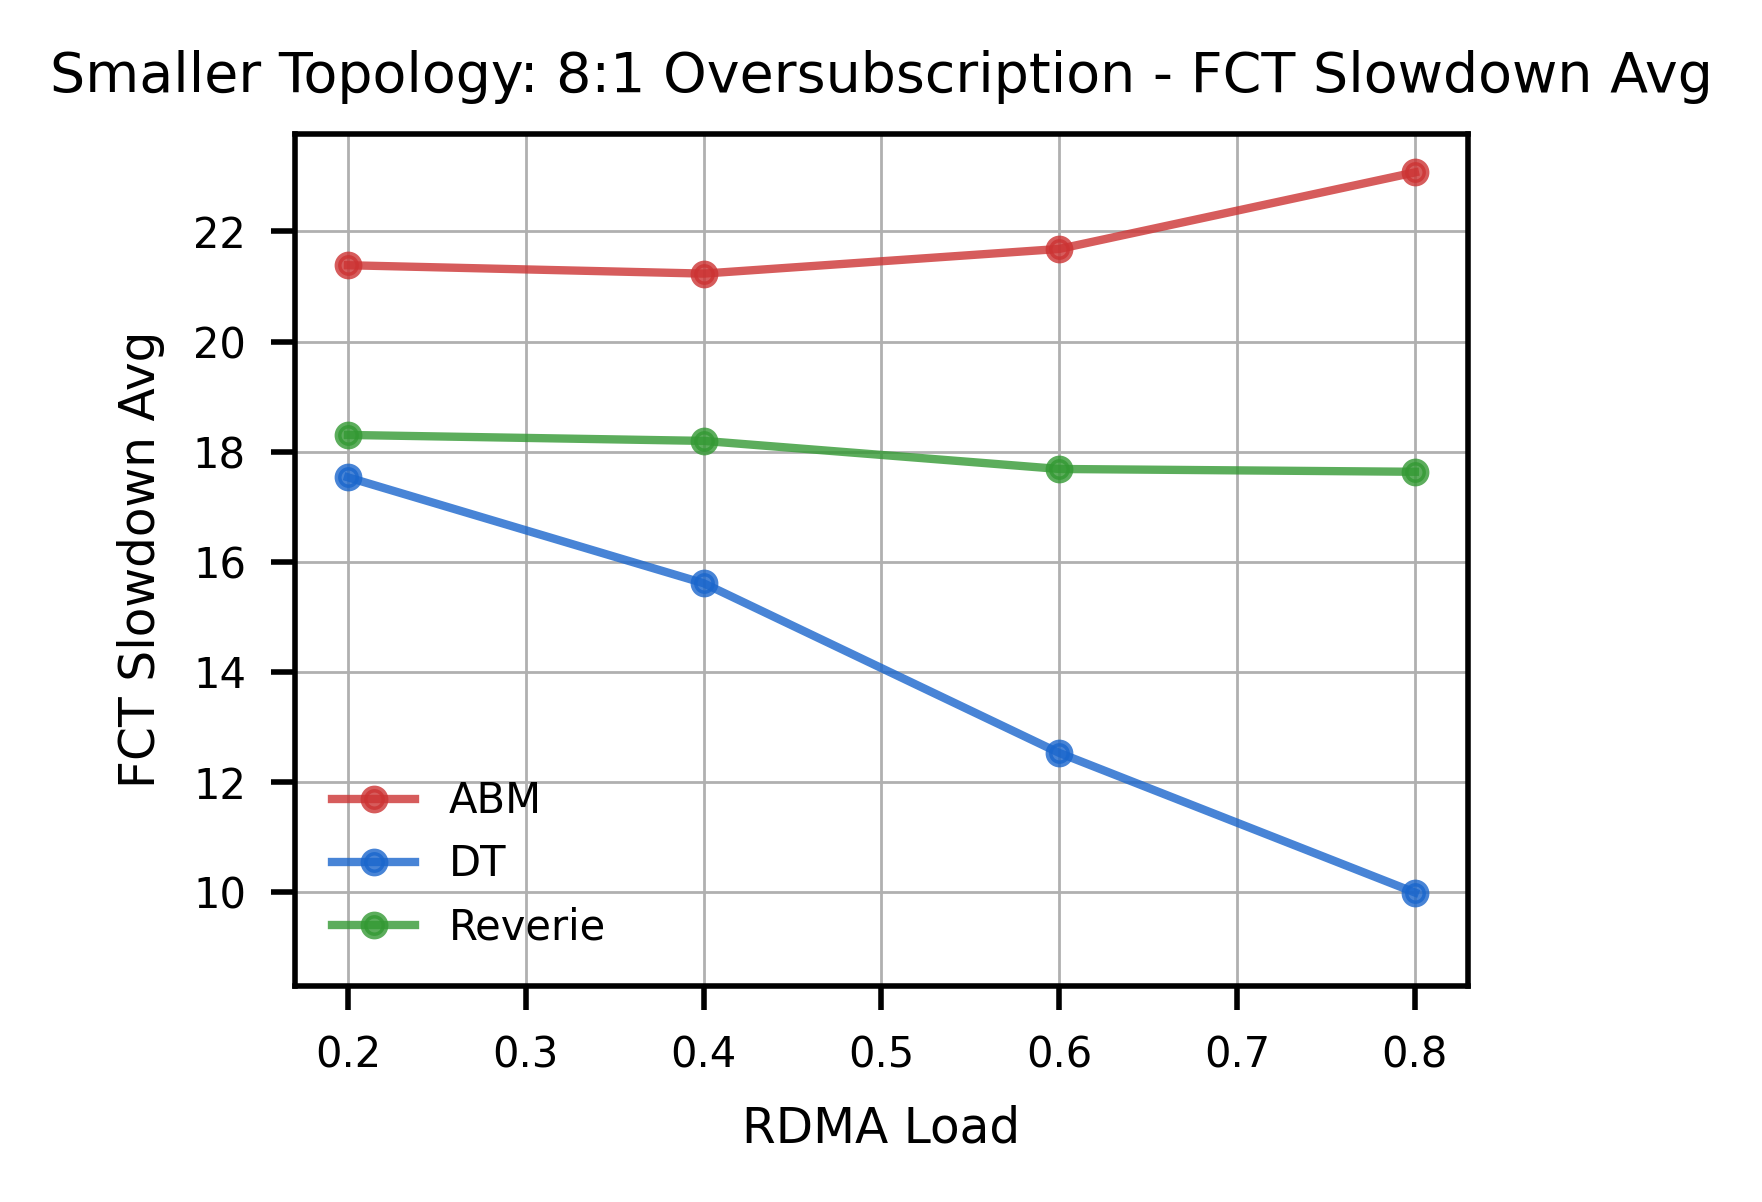 Smaller Topology: 8:1 Oversubscription - FCT Slowdown Avg
FCT Slowdown Avg
22
20
18
16
14
12
10
ABM
DT
Reverie
0.2 0.3 0.4 0.5 0.6 0.7 0.8
RDMA Load